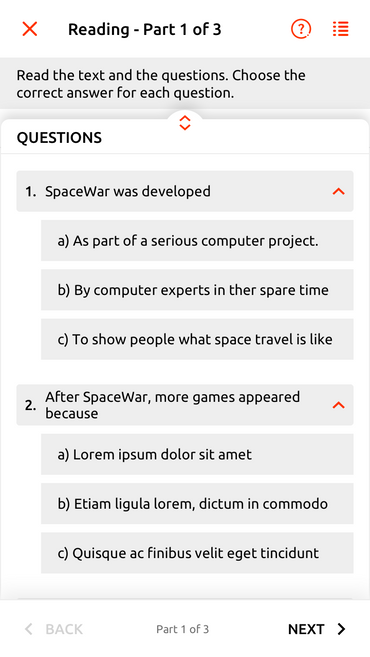 Reading - Part 1 of 3
?
Read the text and the questions. Choose the
correct answer for each question.
QUESTIONS
1. SpaceWar was developed
a) As part of a serious computer project.
b) By computer experts in ther spare time
c) To show people what space travel is like
2. After SpaceWar, more games appeared
because
a) Lorem ipsum dolor sit amet
b) Etiam ligula lorem, dictum in commodo
c) Quisque ac finibus velit eget tincidunt
BACK
Part 1 of 3
NEXT